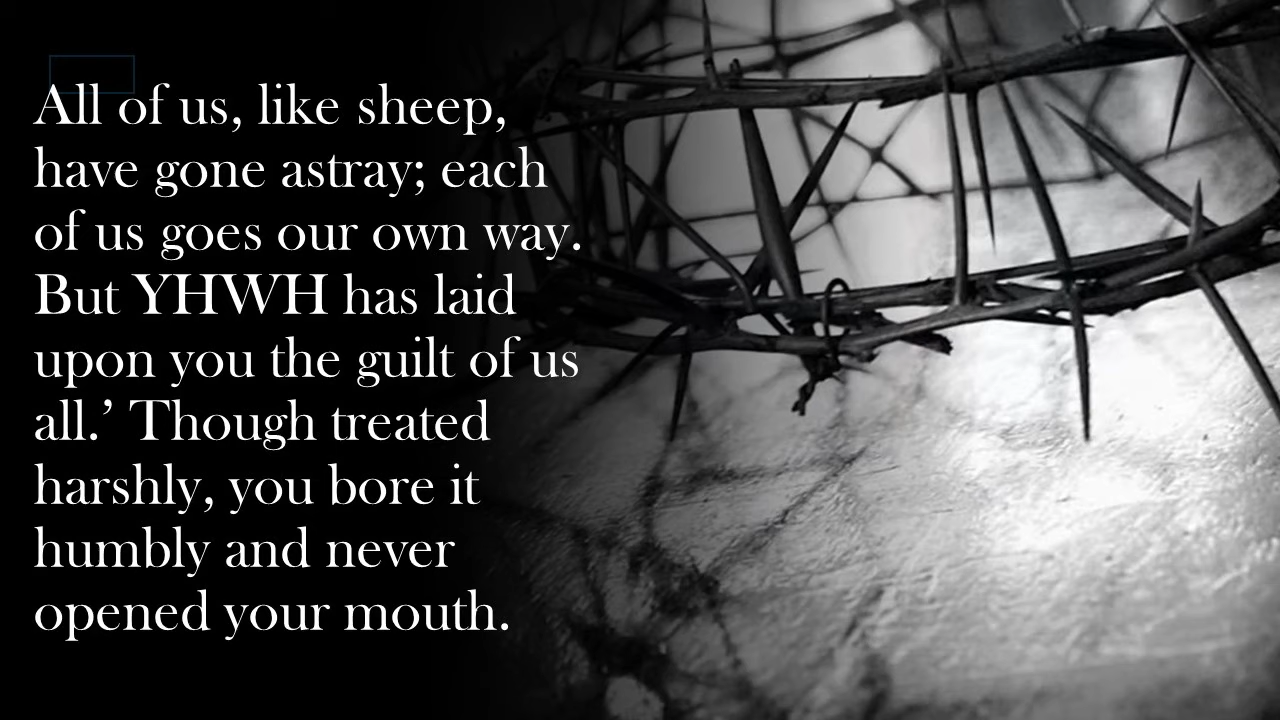 All of us, like sheep,
have gone astray; each
of us goes our own way.
But YHWH has laid
upon you the guilt of us
all.’ Though treated
harshly, you bore it
humbly and never
opened your mouth.